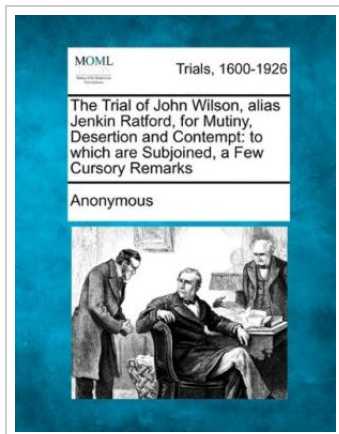 MOML
Trials, 1600-1926
The Trial of John Wilson, alias
Jenkin Ratford, for Mutiny,
Desertion and Contempt: to
which are Subjoined, a Few
Cursory Remarks
Anonymous